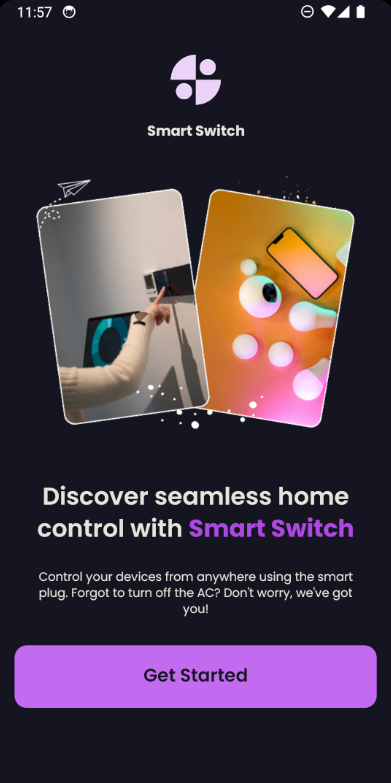 11:57
Smart Switch
Discover seamless home
control with Smart Switch
Control your devices from anywhere using the smart
plug. Forgot to turn off the AC? Don't worry, we've got
you!
Get Started